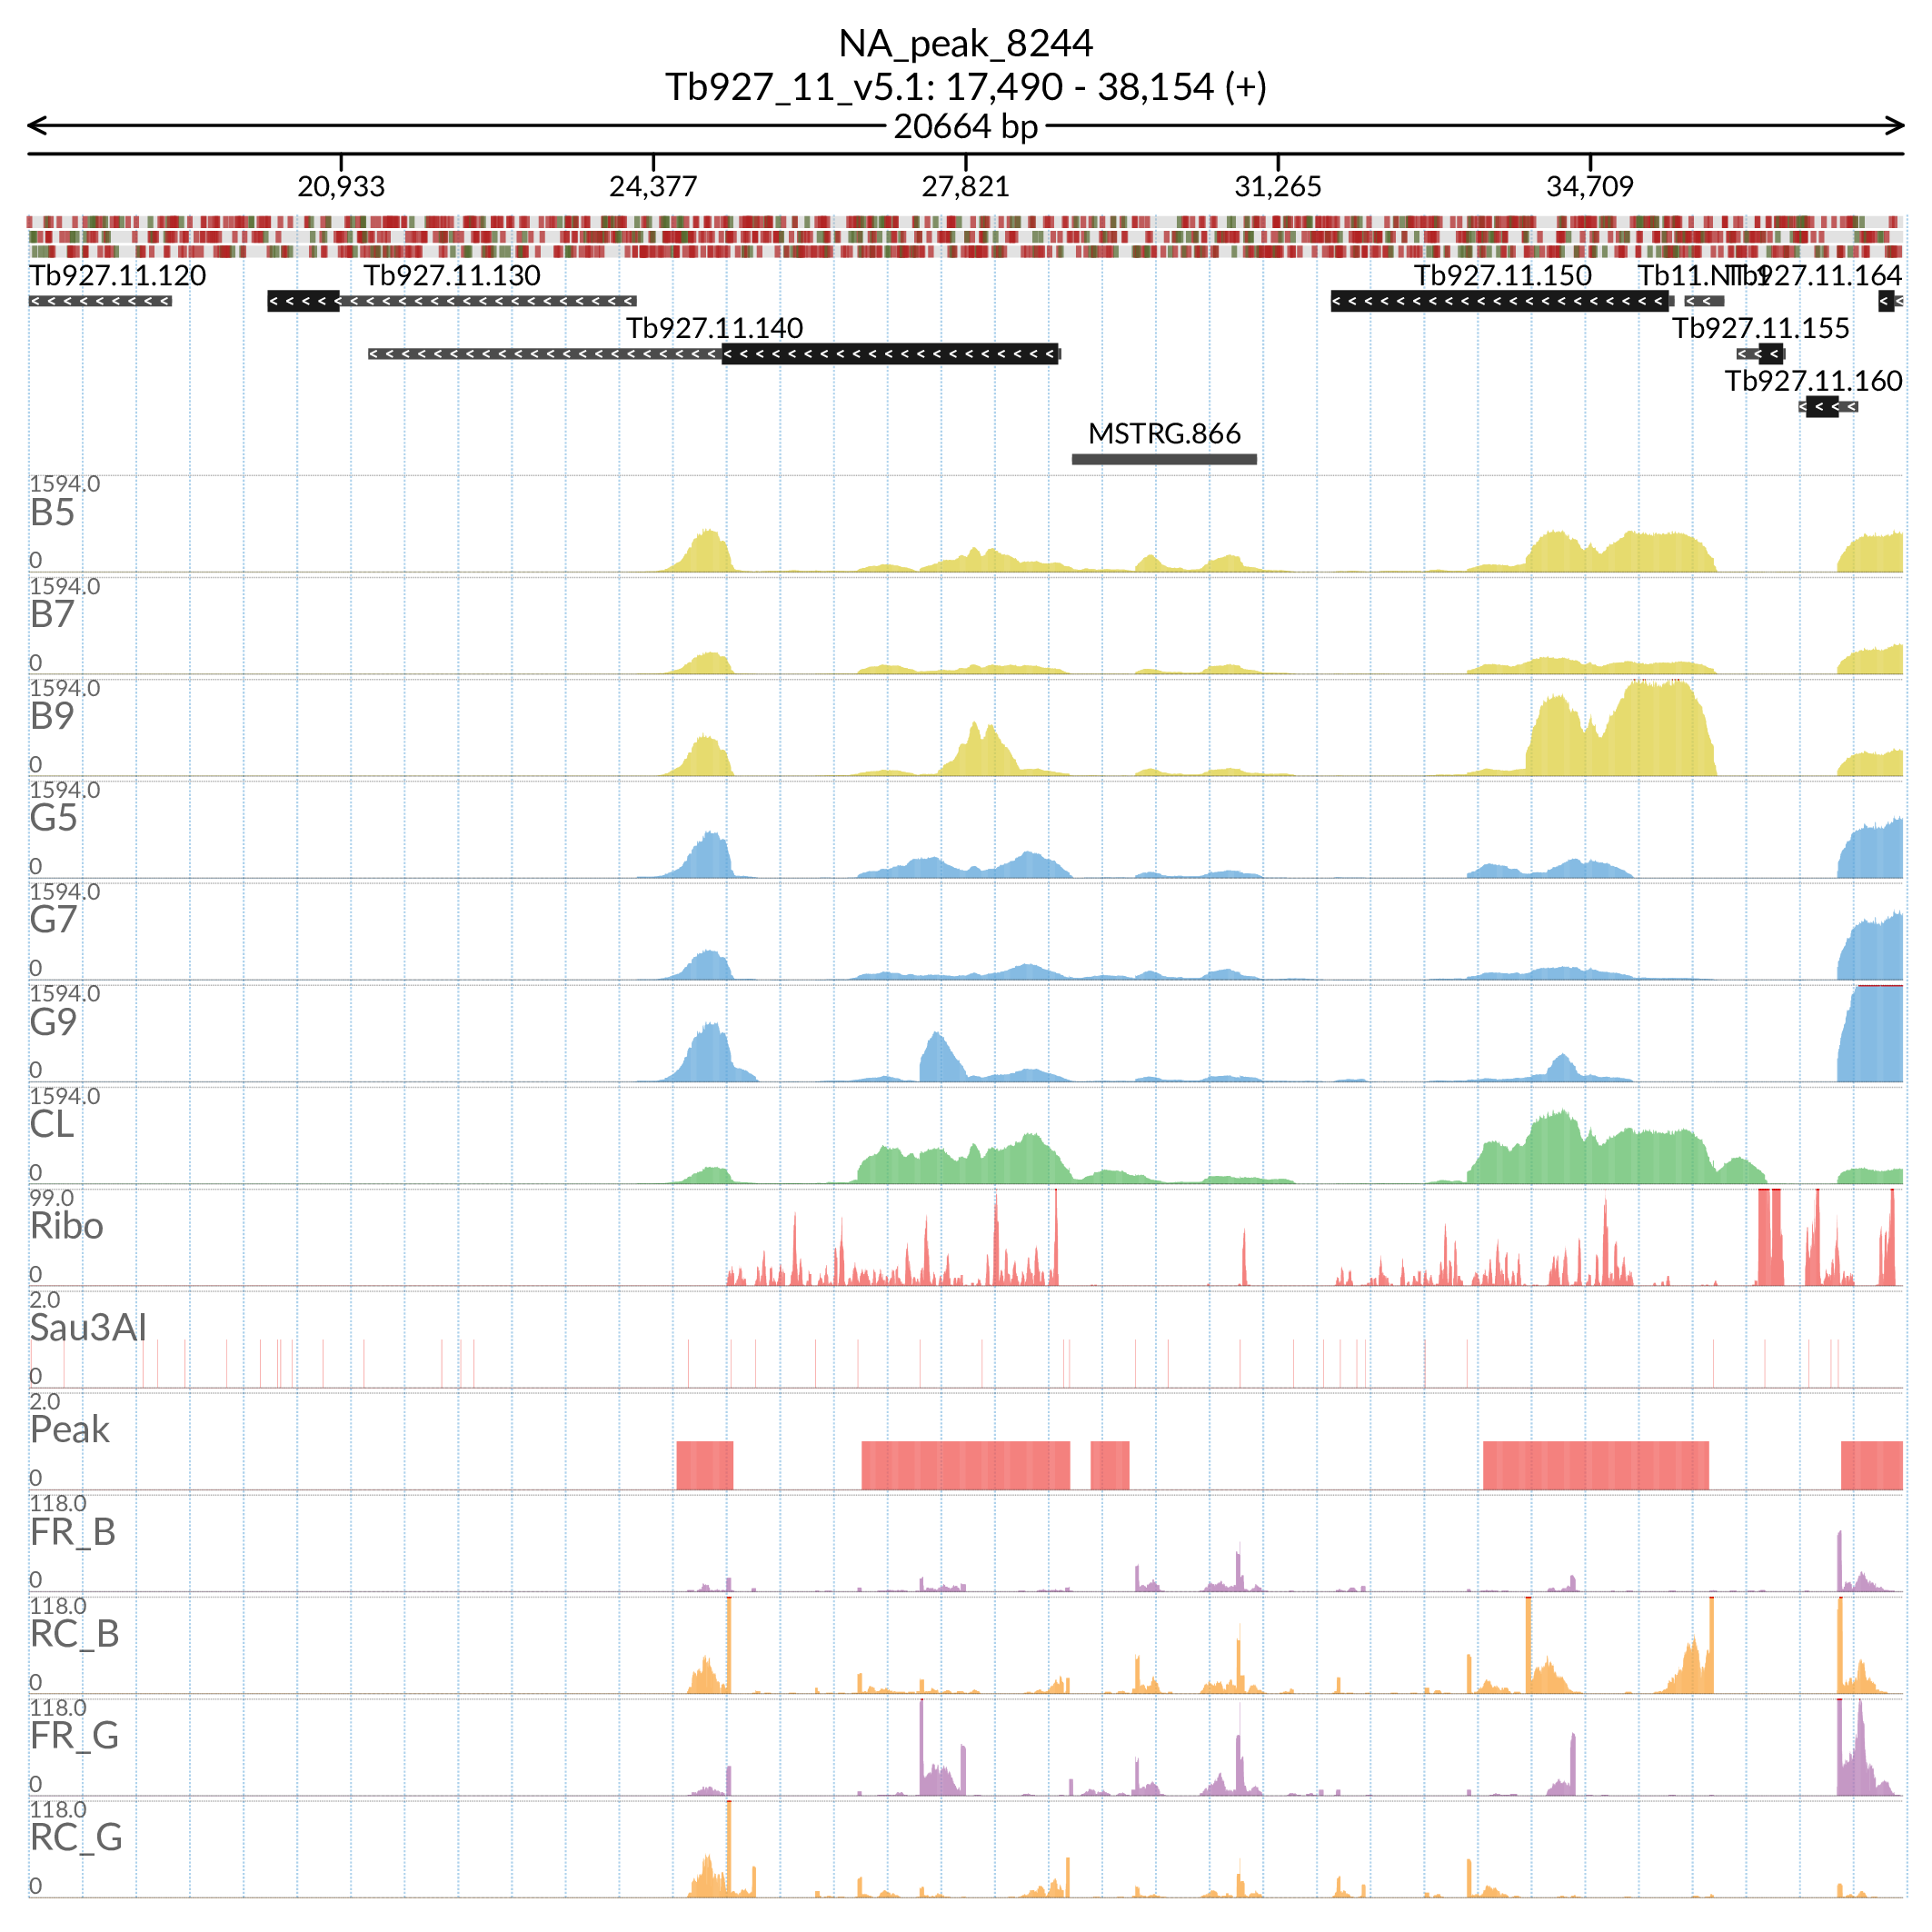 NA_peak_8244
Tb927_11_v5.1: 17,490 - 38,154 (+)
20664 bp
20,933 24,377 27,821 31,265 34,709
Tb927.11.120 Tb927.11.130 Tb927.11.150 Tb11.NT.1 Tb927.11.164
Tb927.11.140 Tb927.11.155
Tb927.11.160
MSTRG.866
1594.0
B5
0
1594.0
B7
0
1594.0
B9
0
1594.0
G5
0
1594.0
G7
0
1594.0
G9
0
1594.0
CL
0
99.0
Ribo
0
2.0
Sau3AI
0
2.0
Peak
0
118.0
FR_B
0
118.0
RC_B
0
118.0
FR_G
0
118.0
RC_G
0